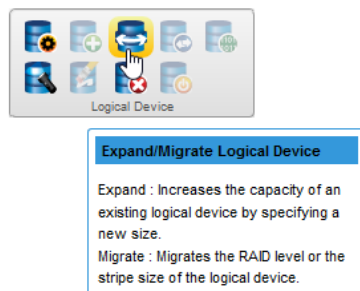 Logical Device
Expand/Migrate Logical Device
Expand : Increases the capacity of an
existing logical device by specifying a
new size.
Migrate : Migrates the RAID level or the
stripe size of the logical device.